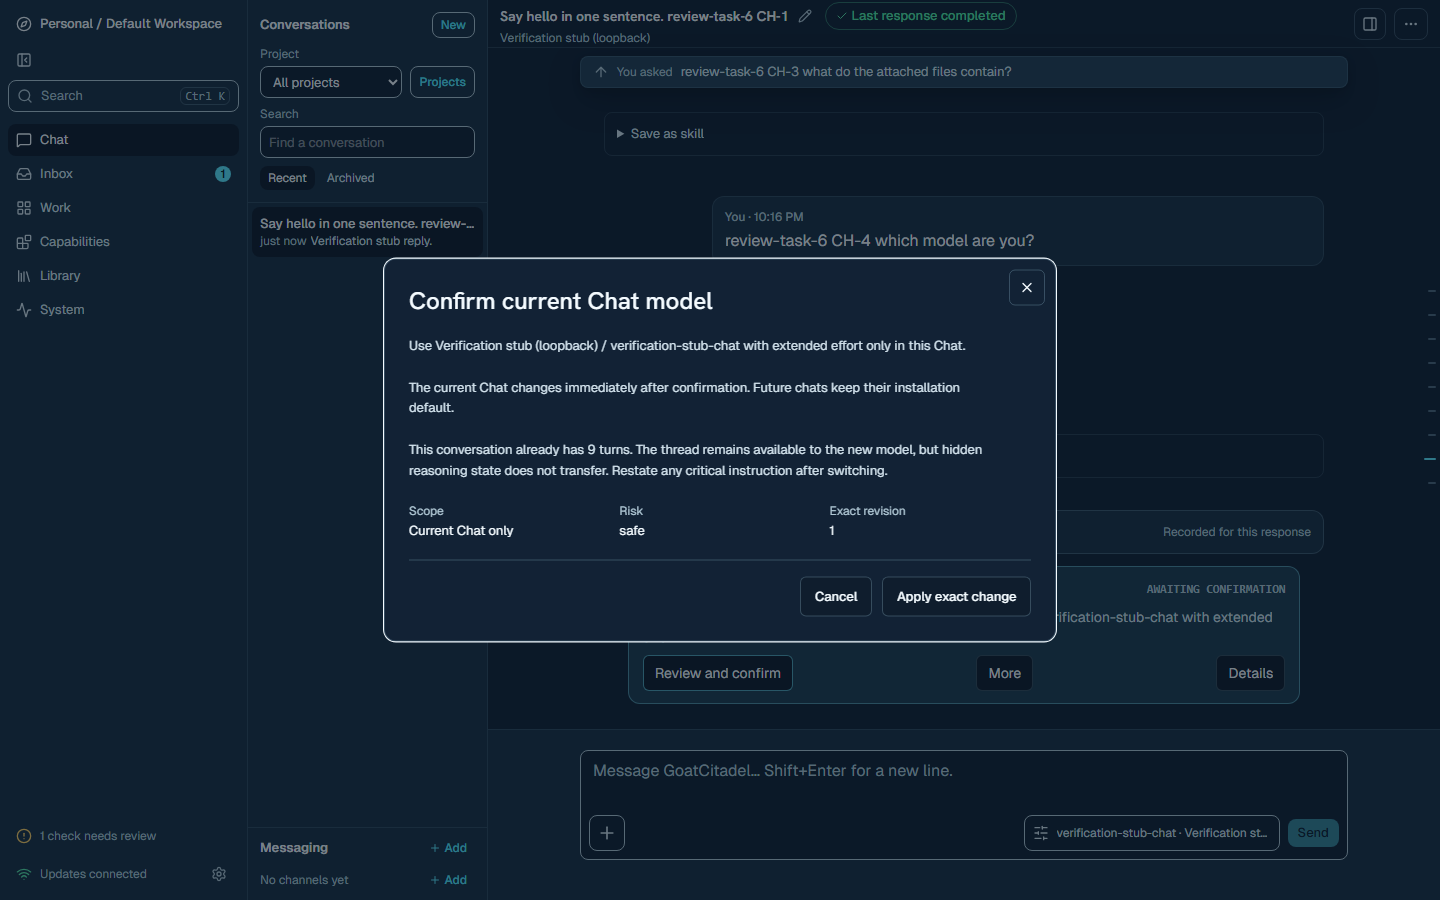 Personal / Default Workspace
Search
Ctrl K
Chat
Inbox
1
Work
Capabilities
Library
System
1 check needs review
Updates connected
Conversations
New
Project
All projects
Projects
Search
Find a conversation
Recent
Archived
Say hello in one sentence. review-...
just now Verification stub reply.
Messaging
+ Add
No channels yet
+ Add
Say hello in one sentence. review-task-6 CH-1
Last response completed
Verification stub (loopback)
You asked review-task-6 CH-3 what do the attached files contain?
Save as skill
You · 10:16 PM
review-task-6 CH-4 which model are you?
Confirm current Chat model
Use Verification stub (loopback) / verification-stub-chat with extended effort only in this Chat.
The current Chat changes immediately after confirmation. Future chats keep their installation
default.
This conversation already has 9 turns. The thread remains available to the new model, but hidden
reasoning state does not transfer. Restate any critical instruction after switching.
Scope
Current Chat only
Risk
safe
Exact revision
1
Cancel
Apply exact change
Recorded for this response
AWAITING CONFIRMATION
rification-stub-chat with extended
Review and confirm
More
Details
Message GoatCitadel... Shift+Enter for a new line.
verification-stub-chat · Verification st...
Send